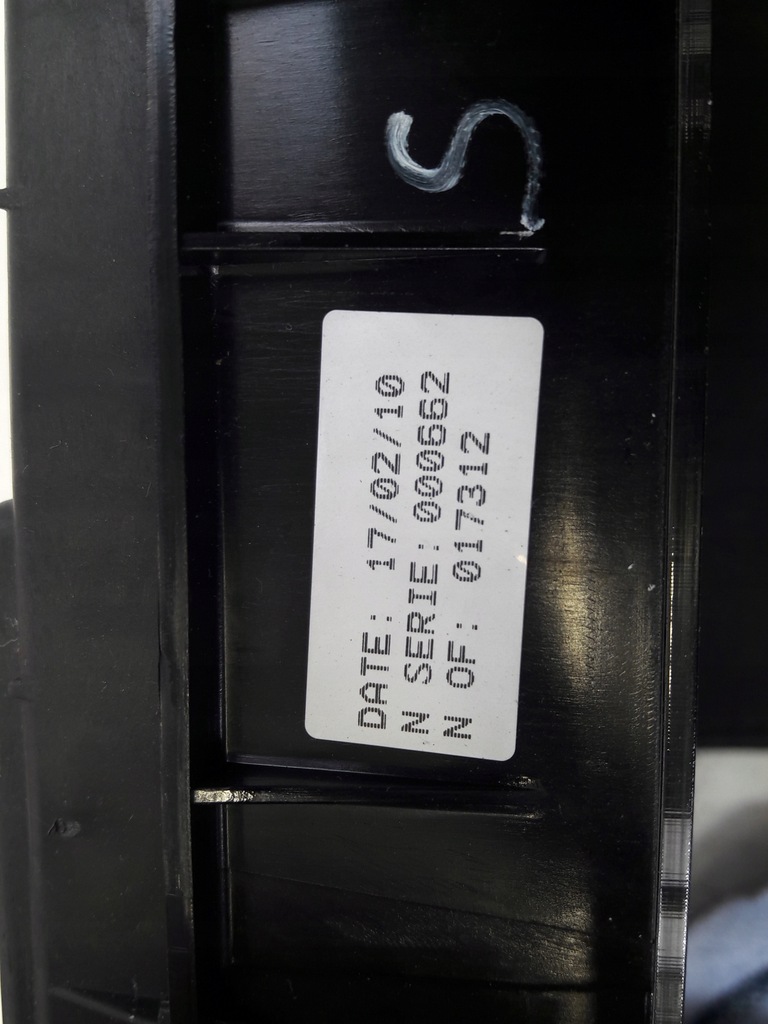 S
DATE: 17/02/10
N SERIE: 000662
N OF: 017312